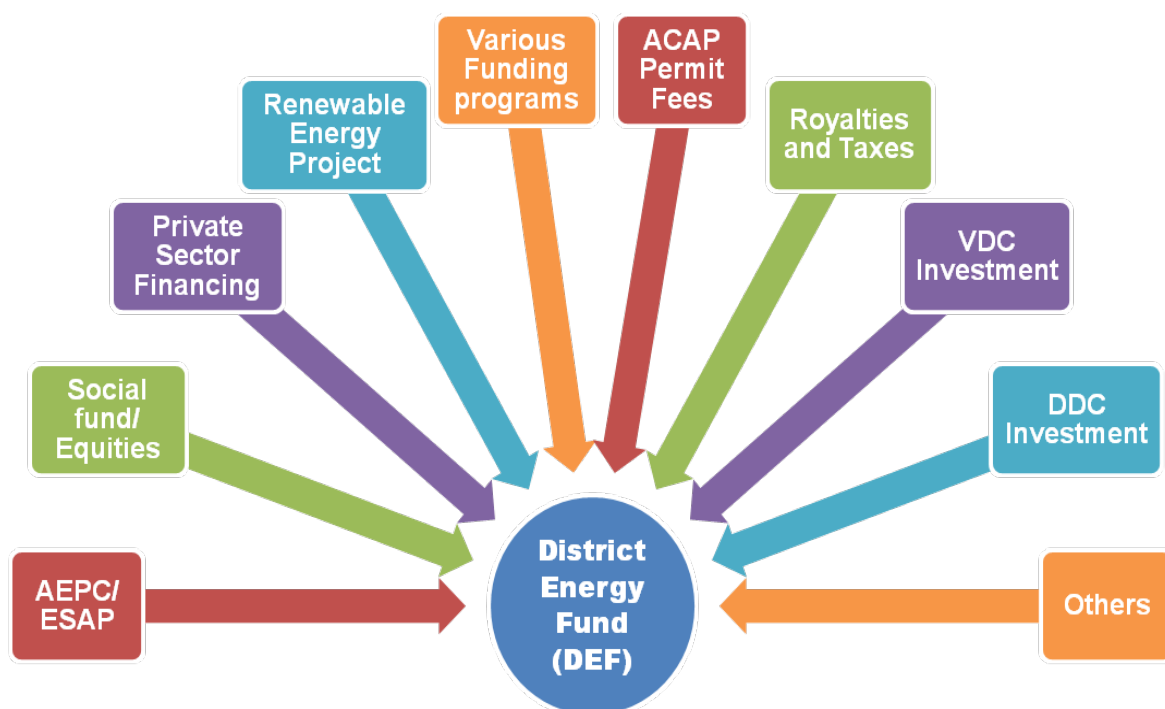 Various
Funding
programs
ACAP
Permit
Fees
Renewable
Energy
Project
Royalties
and Taxes
Private
Sector
Financing
VDC
Investment
Social
fund/
Equities
DDC
Investment
AEPC/
ESAP
District
Energy
Fund
(DEF)
Others